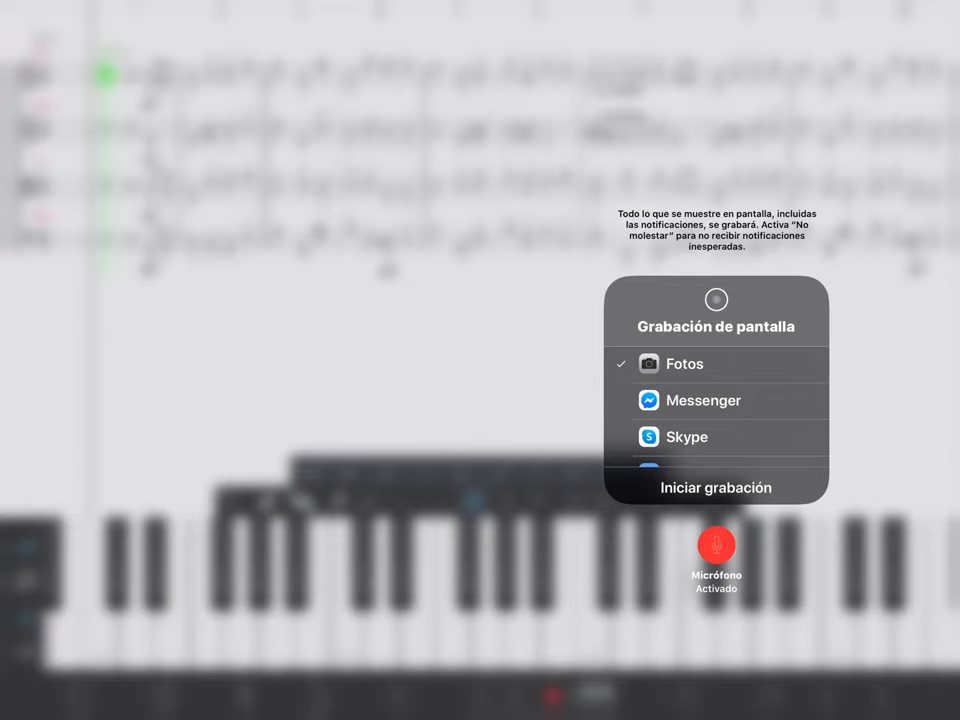 Todo lo que se muestre en pantalla, incluidas
las notificaciones, se grabará. Activa “No
molestar” para no recibir notificaciones
inesperadas.
Grabación de pantalla
Fotos
Messenger
Skype
Iniciar grabación
Micrófono
Activado